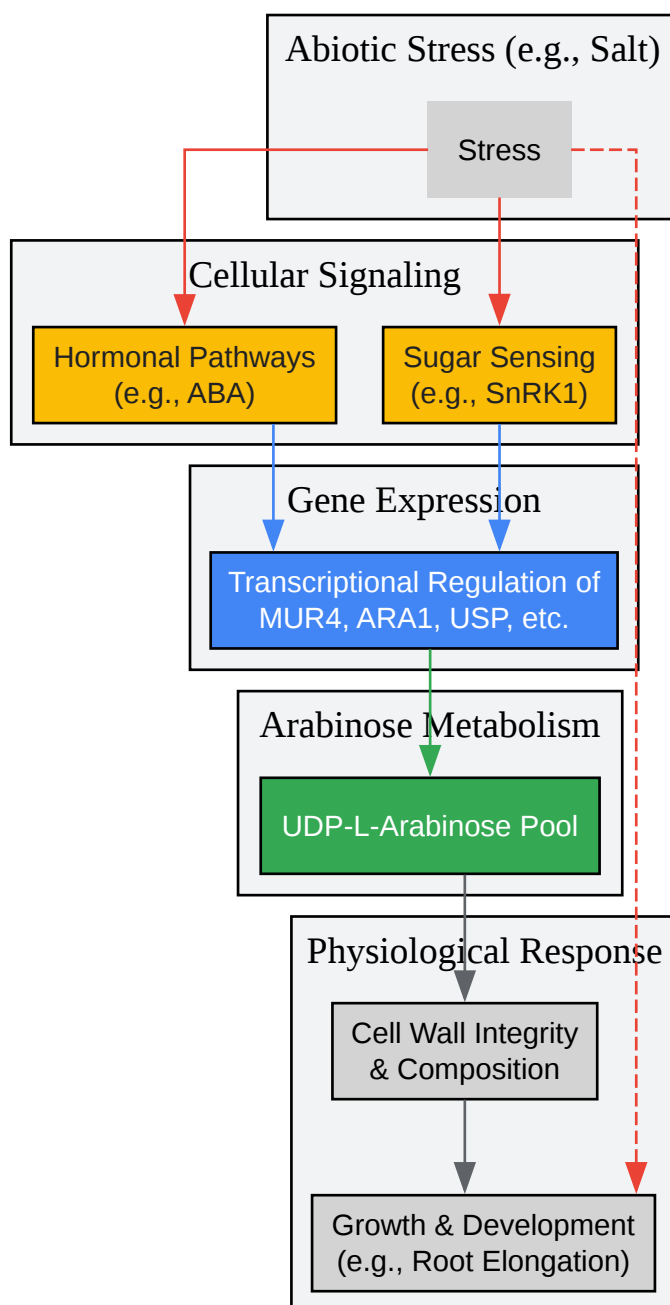 Abiotic Stress (e.g., Salt)
Stress
Cellular Signaling
Hormonal Pathways
(e.g., ABA)
Sugar Sensing
(e.g., SnRK1)
Gene Expression
Transcriptional Regulation of
MUR4, ARA1, USP, etc.
Arabinose Metabolism
UDP-L-Arabinose Pool
Physiological Response
Cell Wall Integrity
& Composition
Growth & Development
(e.g., Root Elongation)